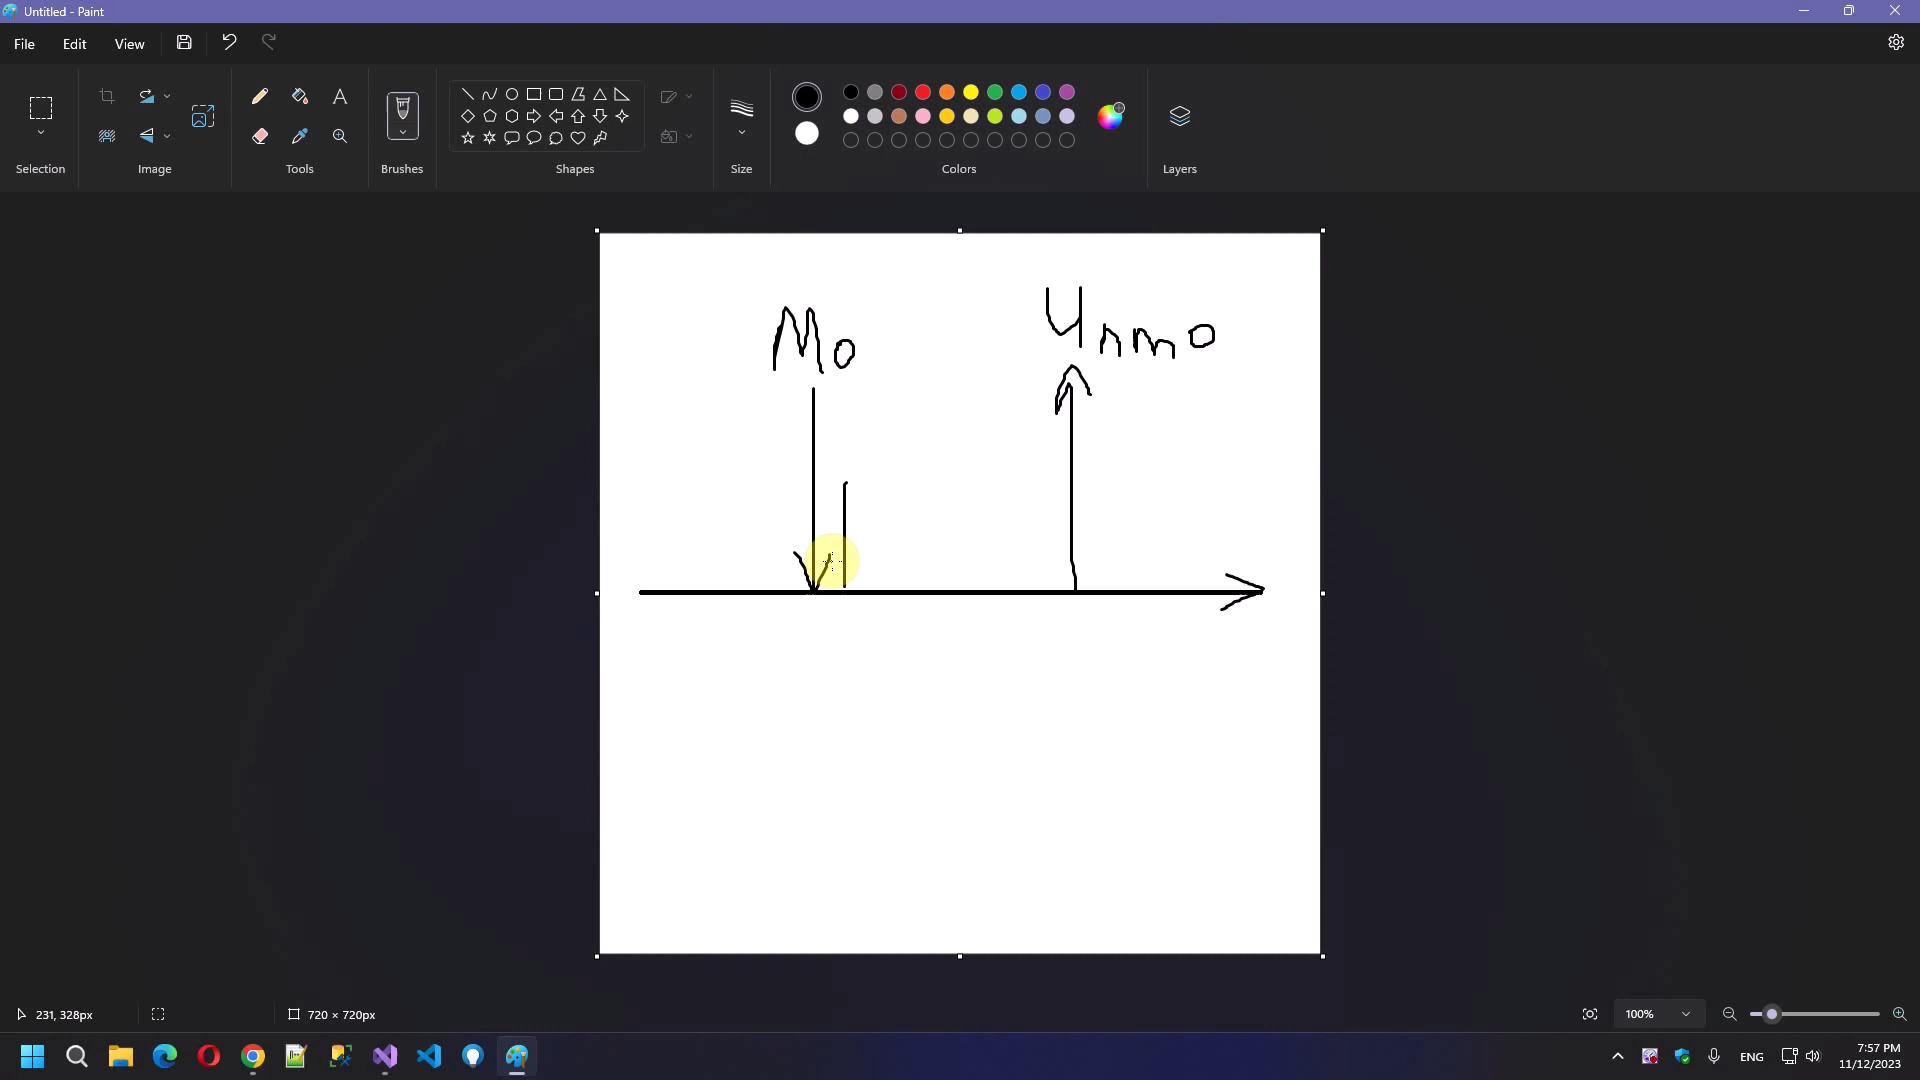 Untitled - Paint
File Edit View
Selection Image Tools Brushes Shapes Size Colors Layers
Mo
Unmo
231, 328px
720 × 720px
100%
ENG
7:57 PM
11/12/2023